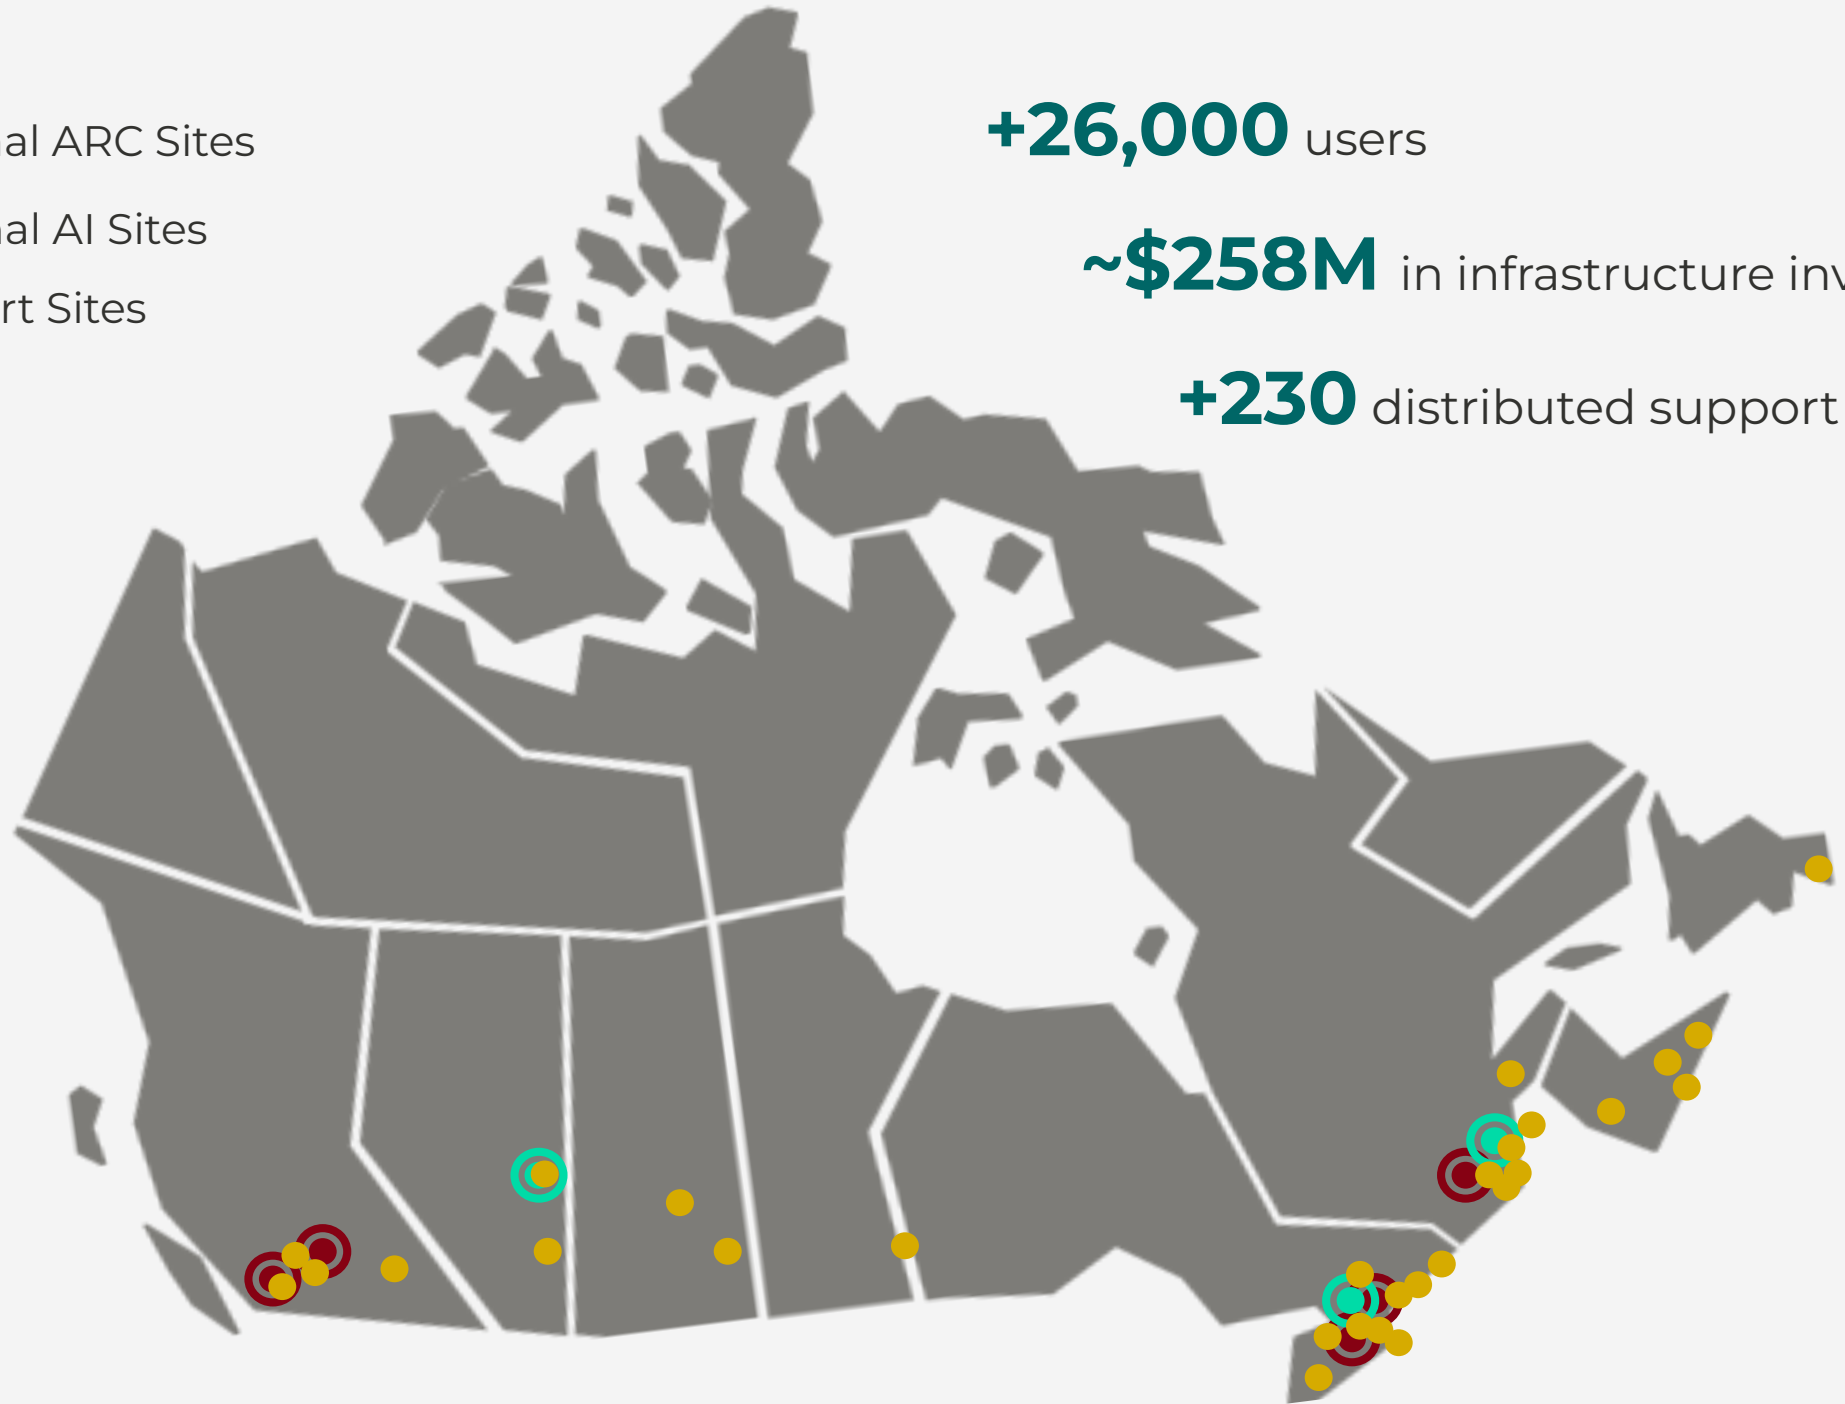 al ARC Sites
+26,000 users
al AI Sites
~$258M in infrastructure inv
rt Sites
+230 distributed support